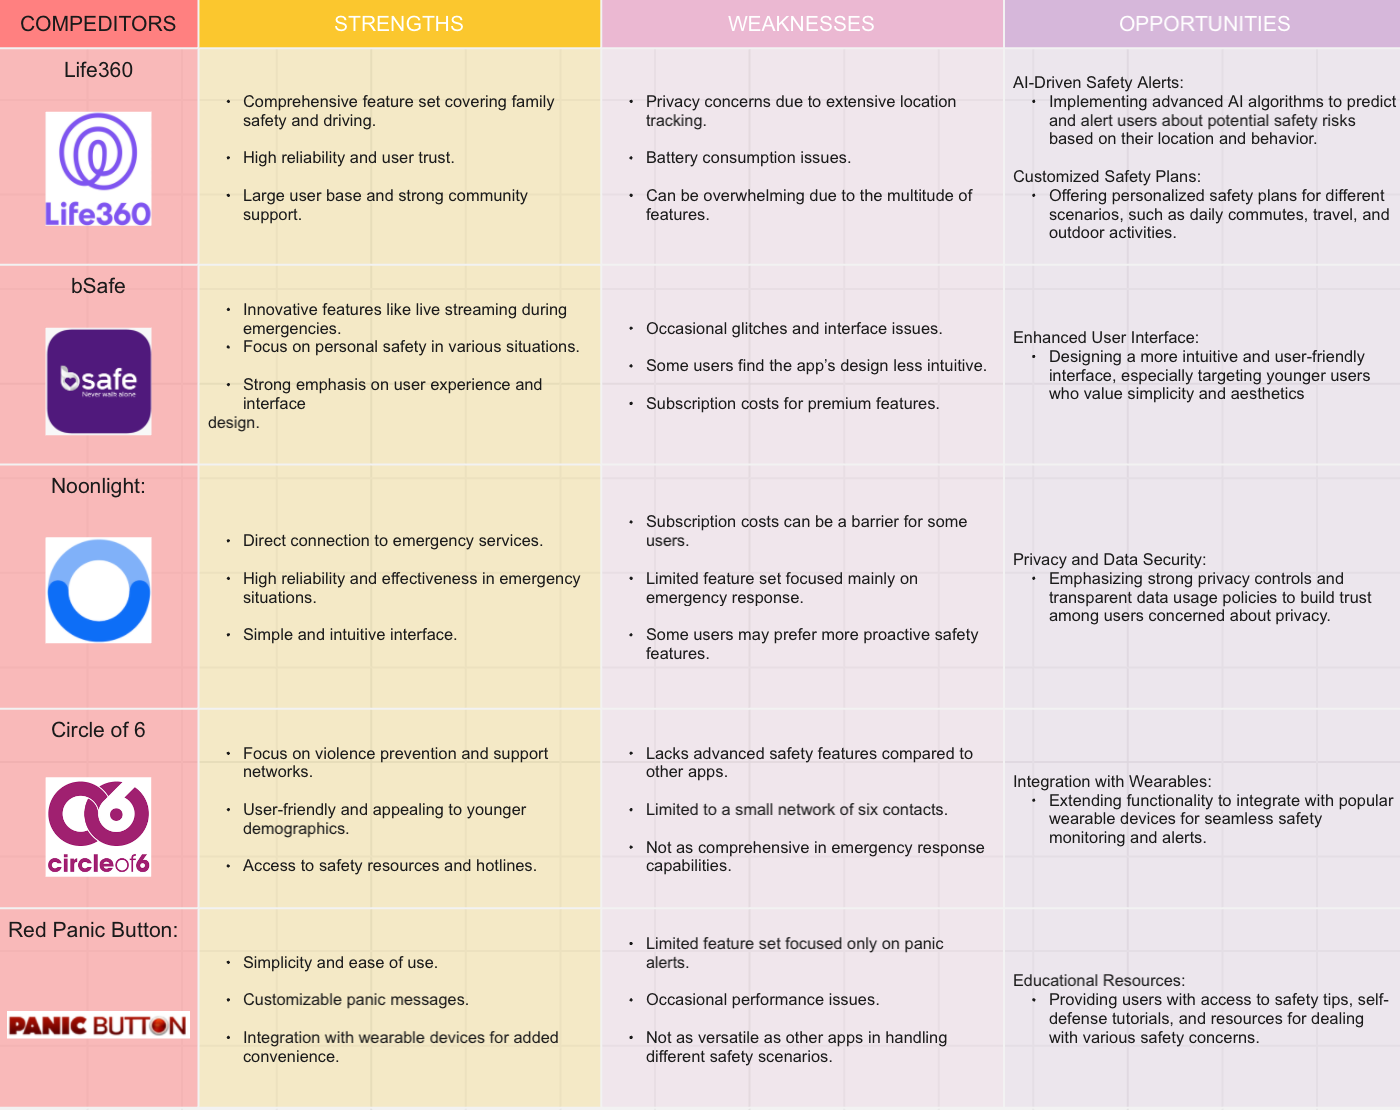 COMPEDITORS
STRENGTHS
WEAKNESSES
OPPORTUNITIES
Life360
Life360
• Comprehensive feature set covering family
safety and driving.
• High reliability and user trust.
• Large user base and strong community
support.
• Privacy concerns due to extensive location
tracking.
• Battery consumption issues.
• Can be overwhelming due to the multitude of
features.
AI-Driven Safety Alerts:
• Implementing advanced AI algorithms to predict
and alert users about potential safety risks
based on their location and behavior.
Customized Safety Plans:
• Offering personalized safety plans for different
scenarios, such as daily commutes, travel, and
outdoor activities.
bSafe
bsafe
Never walk alone
• Innovative features like live streaming during
emergencies.
• Focus on personal safety in various situations.
• Strong emphasis on user experience and
interface
design.
• Occasional glitches and interface issues.
• Some users find the app's design less intuitive.
• Subscription costs for premium features.
Enhanced User Interface:
• Designing a more intuitive and user-friendly
interface, especially targeting younger users
who value simplicity and aesthetics
Noonlight:
• Direct connection to emergency services.
• High reliability and effectiveness in emergency
situations.
• Simple and intuitive interface.
• Subscription costs can be a barrier for some
users.
• Limited feature set focused mainly on
emergency response.
• Some users may prefer more proactive safety
features.
Privacy and Data Security:
• Emphasizing strong privacy controls and
transparent data usage policies to build trust
among users concerned about privacy.
Circle of 6
circleof6
• Focus on violence prevention and support
networks.
• User-friendly and appealing to younger
demographics.
• Access to safety resources and hotlines.
• Lacks advanced safety features compared to
other apps.
• Limited to a small network of six contacts.
• Not as comprehensive in emergency response
capabilities.
Integration with Wearables:
• Extending functionality to integrate with popular
wearable devices for seamless safety
monitoring and alerts.
Red Panic Button:
PANIC BUTTON
• Simplicity and ease of use.
• Customizable panic messages.
• Integration with wearable devices for added
convenience.
• Limited feature set focused only on panic
alerts.
• Occasional performance issues.
• Not as versatile as other apps in handling
different safety scenarios.
Educational Resources:
• Providing users with access to safety tips, self-
defense tutorials, and resources for dealing
with various safety concerns.